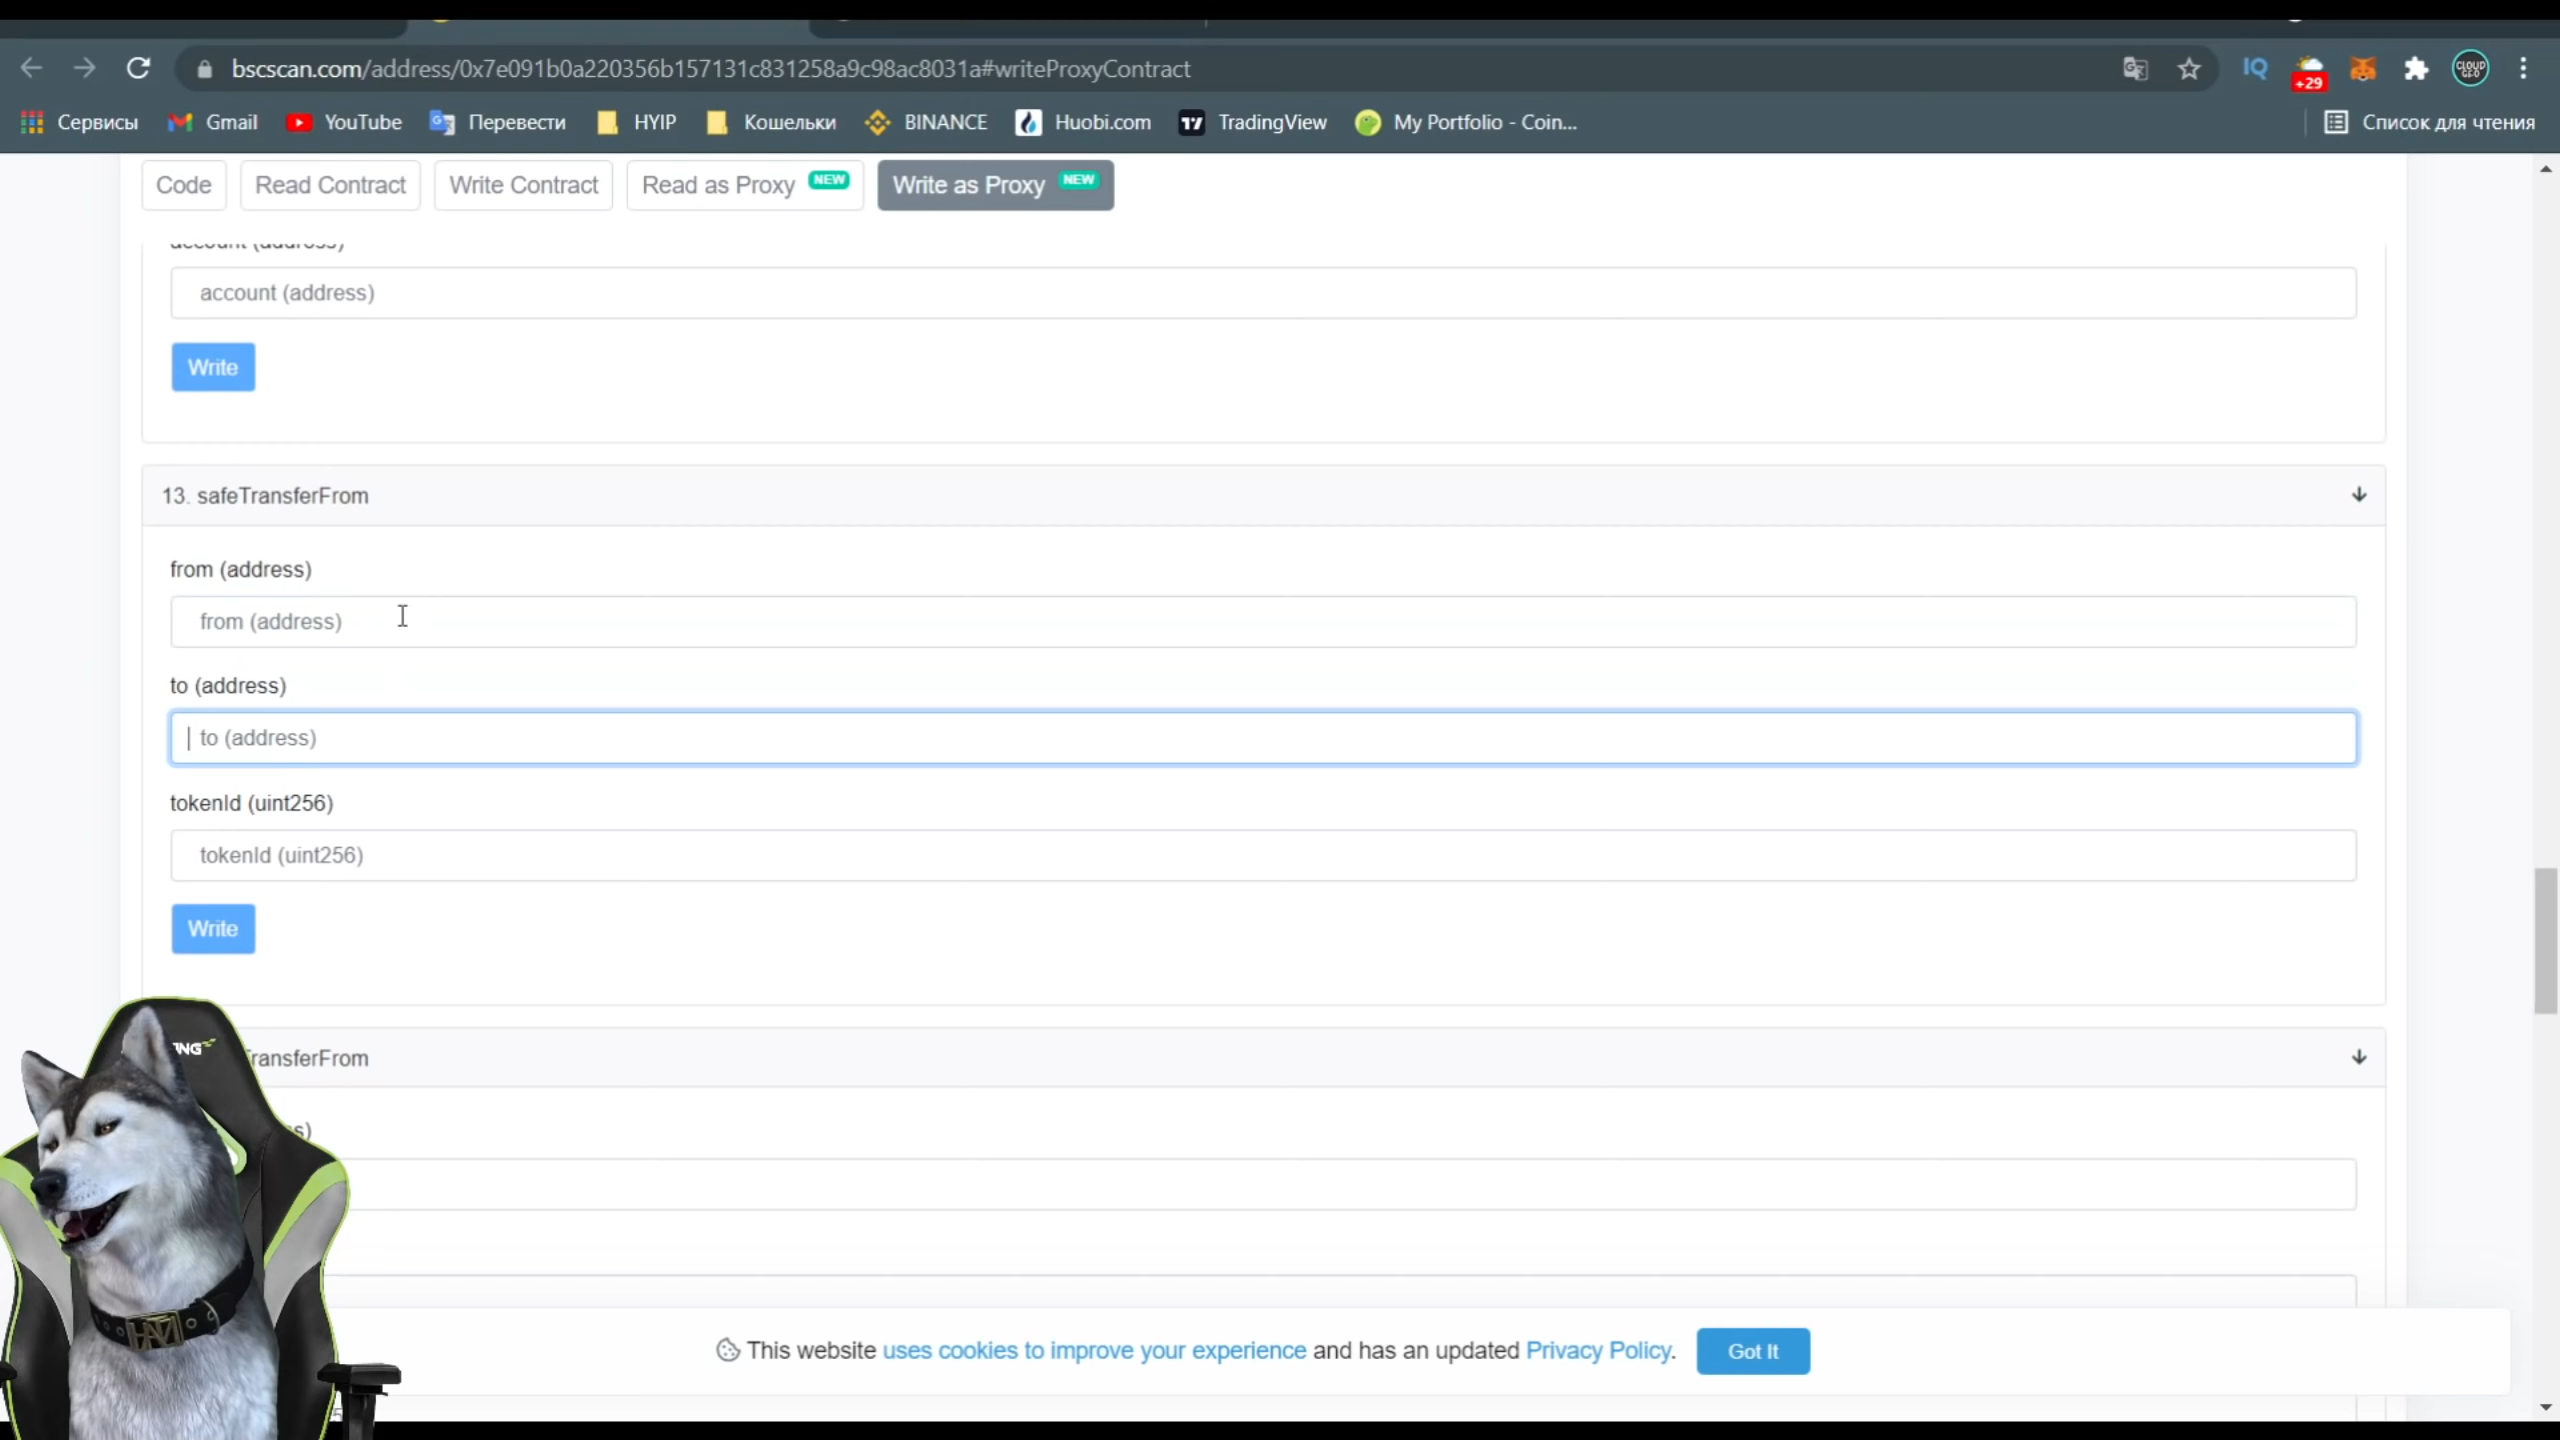 bscscan.com/address/0x7e091b0a220356b157131c831258a9c98ac8031a#writeProxyContract
IQ
+29
CLOUD
Сервисы
Gmail
YouTube
Перевести
HYIP
Кошельки
BINANCE
Huobi.com
TradingView
My Portfolio - Coin...
Список для чтения
Code
Read Contract
Write Contract
Read as Proxy NEW
Write as Proxy NEW
account (address)
account (address)
Write
13. safeTransferFrom
from (address)
from (address)
to (address)
to (address)
tokenId (uint256)
tokenId (uint256)
Write
TransferFrom
This website uses cookies to improve your experience and has an updated Privacy Policy.
Got It